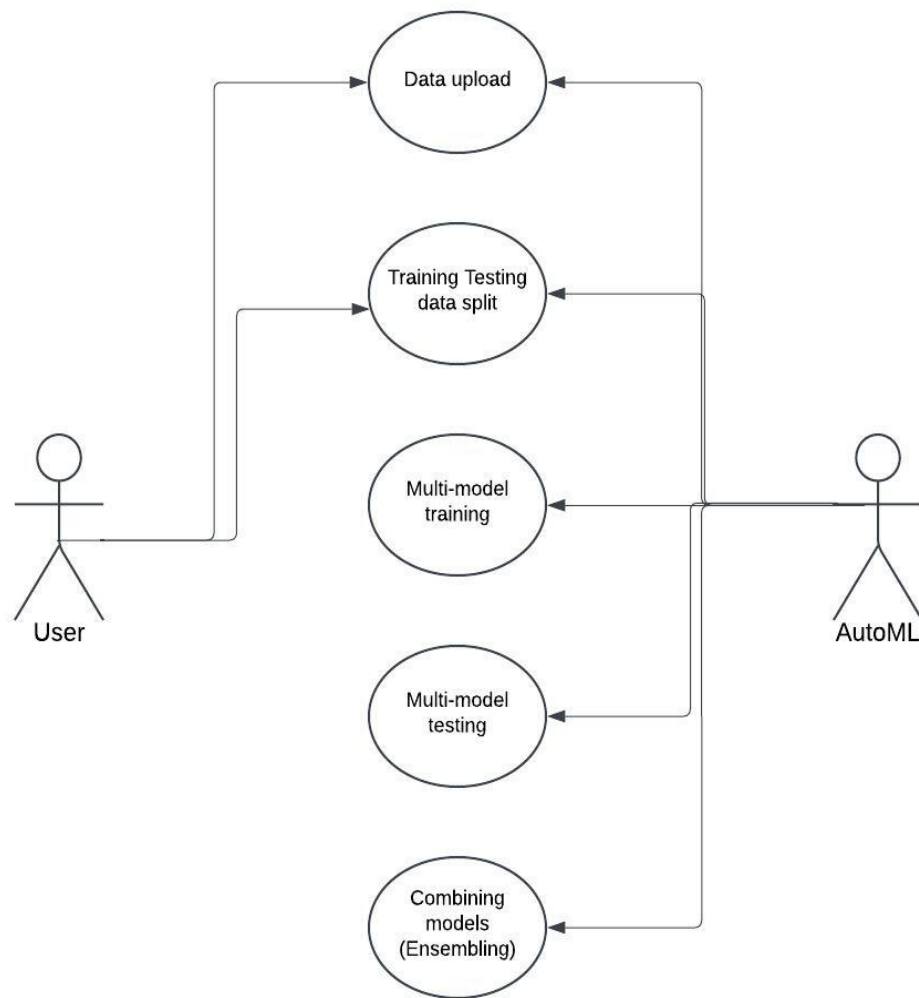 Data upload
Training Testing
data split
Multi-model
training
User
AutoML
Multi-model
testing
Combining
models
(Ensembling)